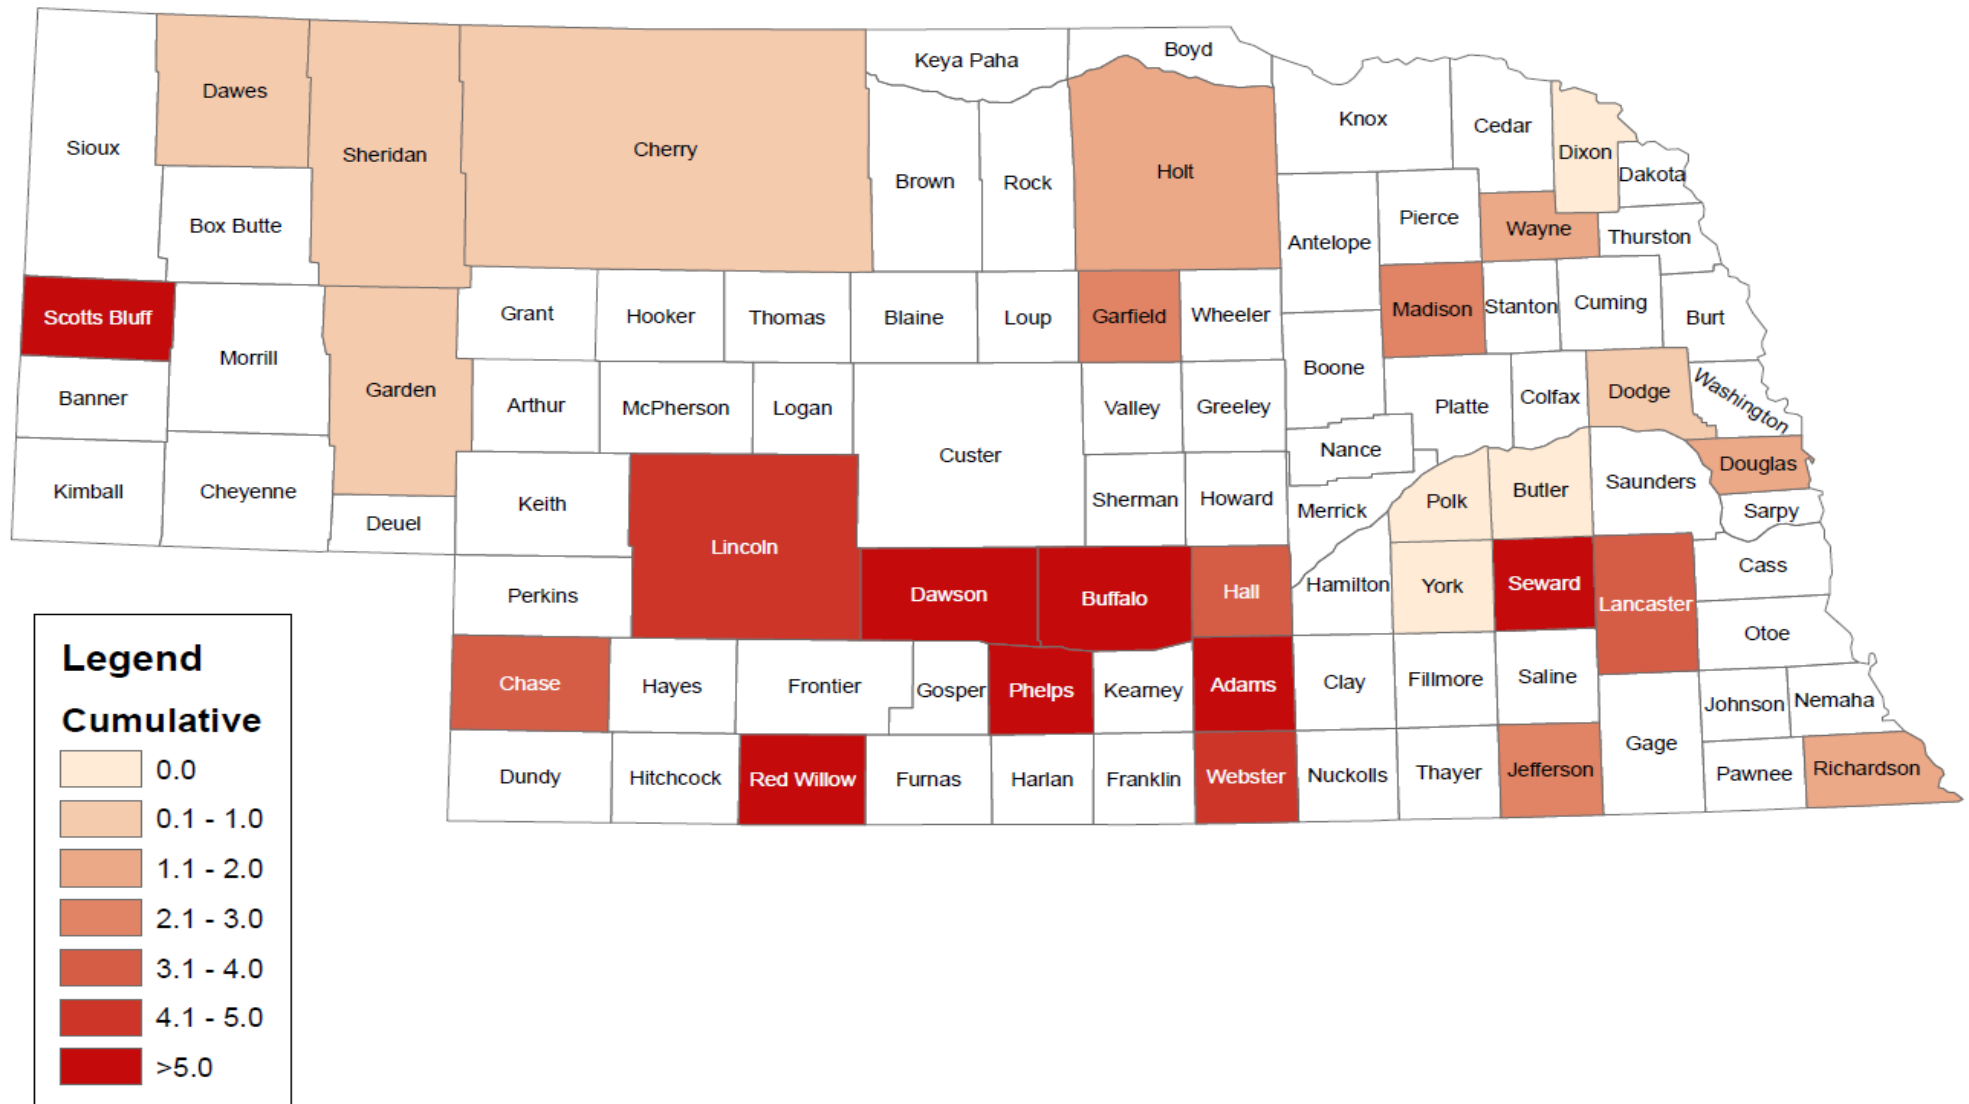 Keya Paha
Boyd
Dawes
Sioux
Sheridan
Cherry
Brown
Rock
Holt
Knox
Cedar
Dixon
Dakota
Box Butte
Antelope
Pierce
Wayne
Thurston
Scotts Bluff
Morrill
Garden
Grant
Hooker
Thomas
Blaine
Loup
Garfield
Wheeler
Madison
Stanton
Cuming
Burt
Banner
Arthur
McPherson
Logan
Custer
Valley
Greeley
Boone
Platte
Colfax
Dodge
Washington
Kimball
Cheyenne
Deuel
Keith
Lincoln
Sherman
Howard
Nance
Merrick
Polk
Butler
Saunders
Douglas
Sarpy
Perkins
Dawson
Buffalo
Hall
Hamilton
York
Seward
Lancaster
Cass
Otoe
Chase
Hayes
Frontier
Gosper
Phelps
Kearney
Adams
Clay
Fillmore
Saline
Johnson
Nemaha
Dundy
Hitchcock
Red Willow
Furnas
Harlan
Franklin
Webster
Nuckolls
Thayer
Jefferson
Gage
Pawnee
Richardson
Legend
Cumulative
0.0
0.1 - 1.0
1.1 - 2.0
2.1 - 3.0
3.1 - 4.0
4.1 - 5.0
>5.0